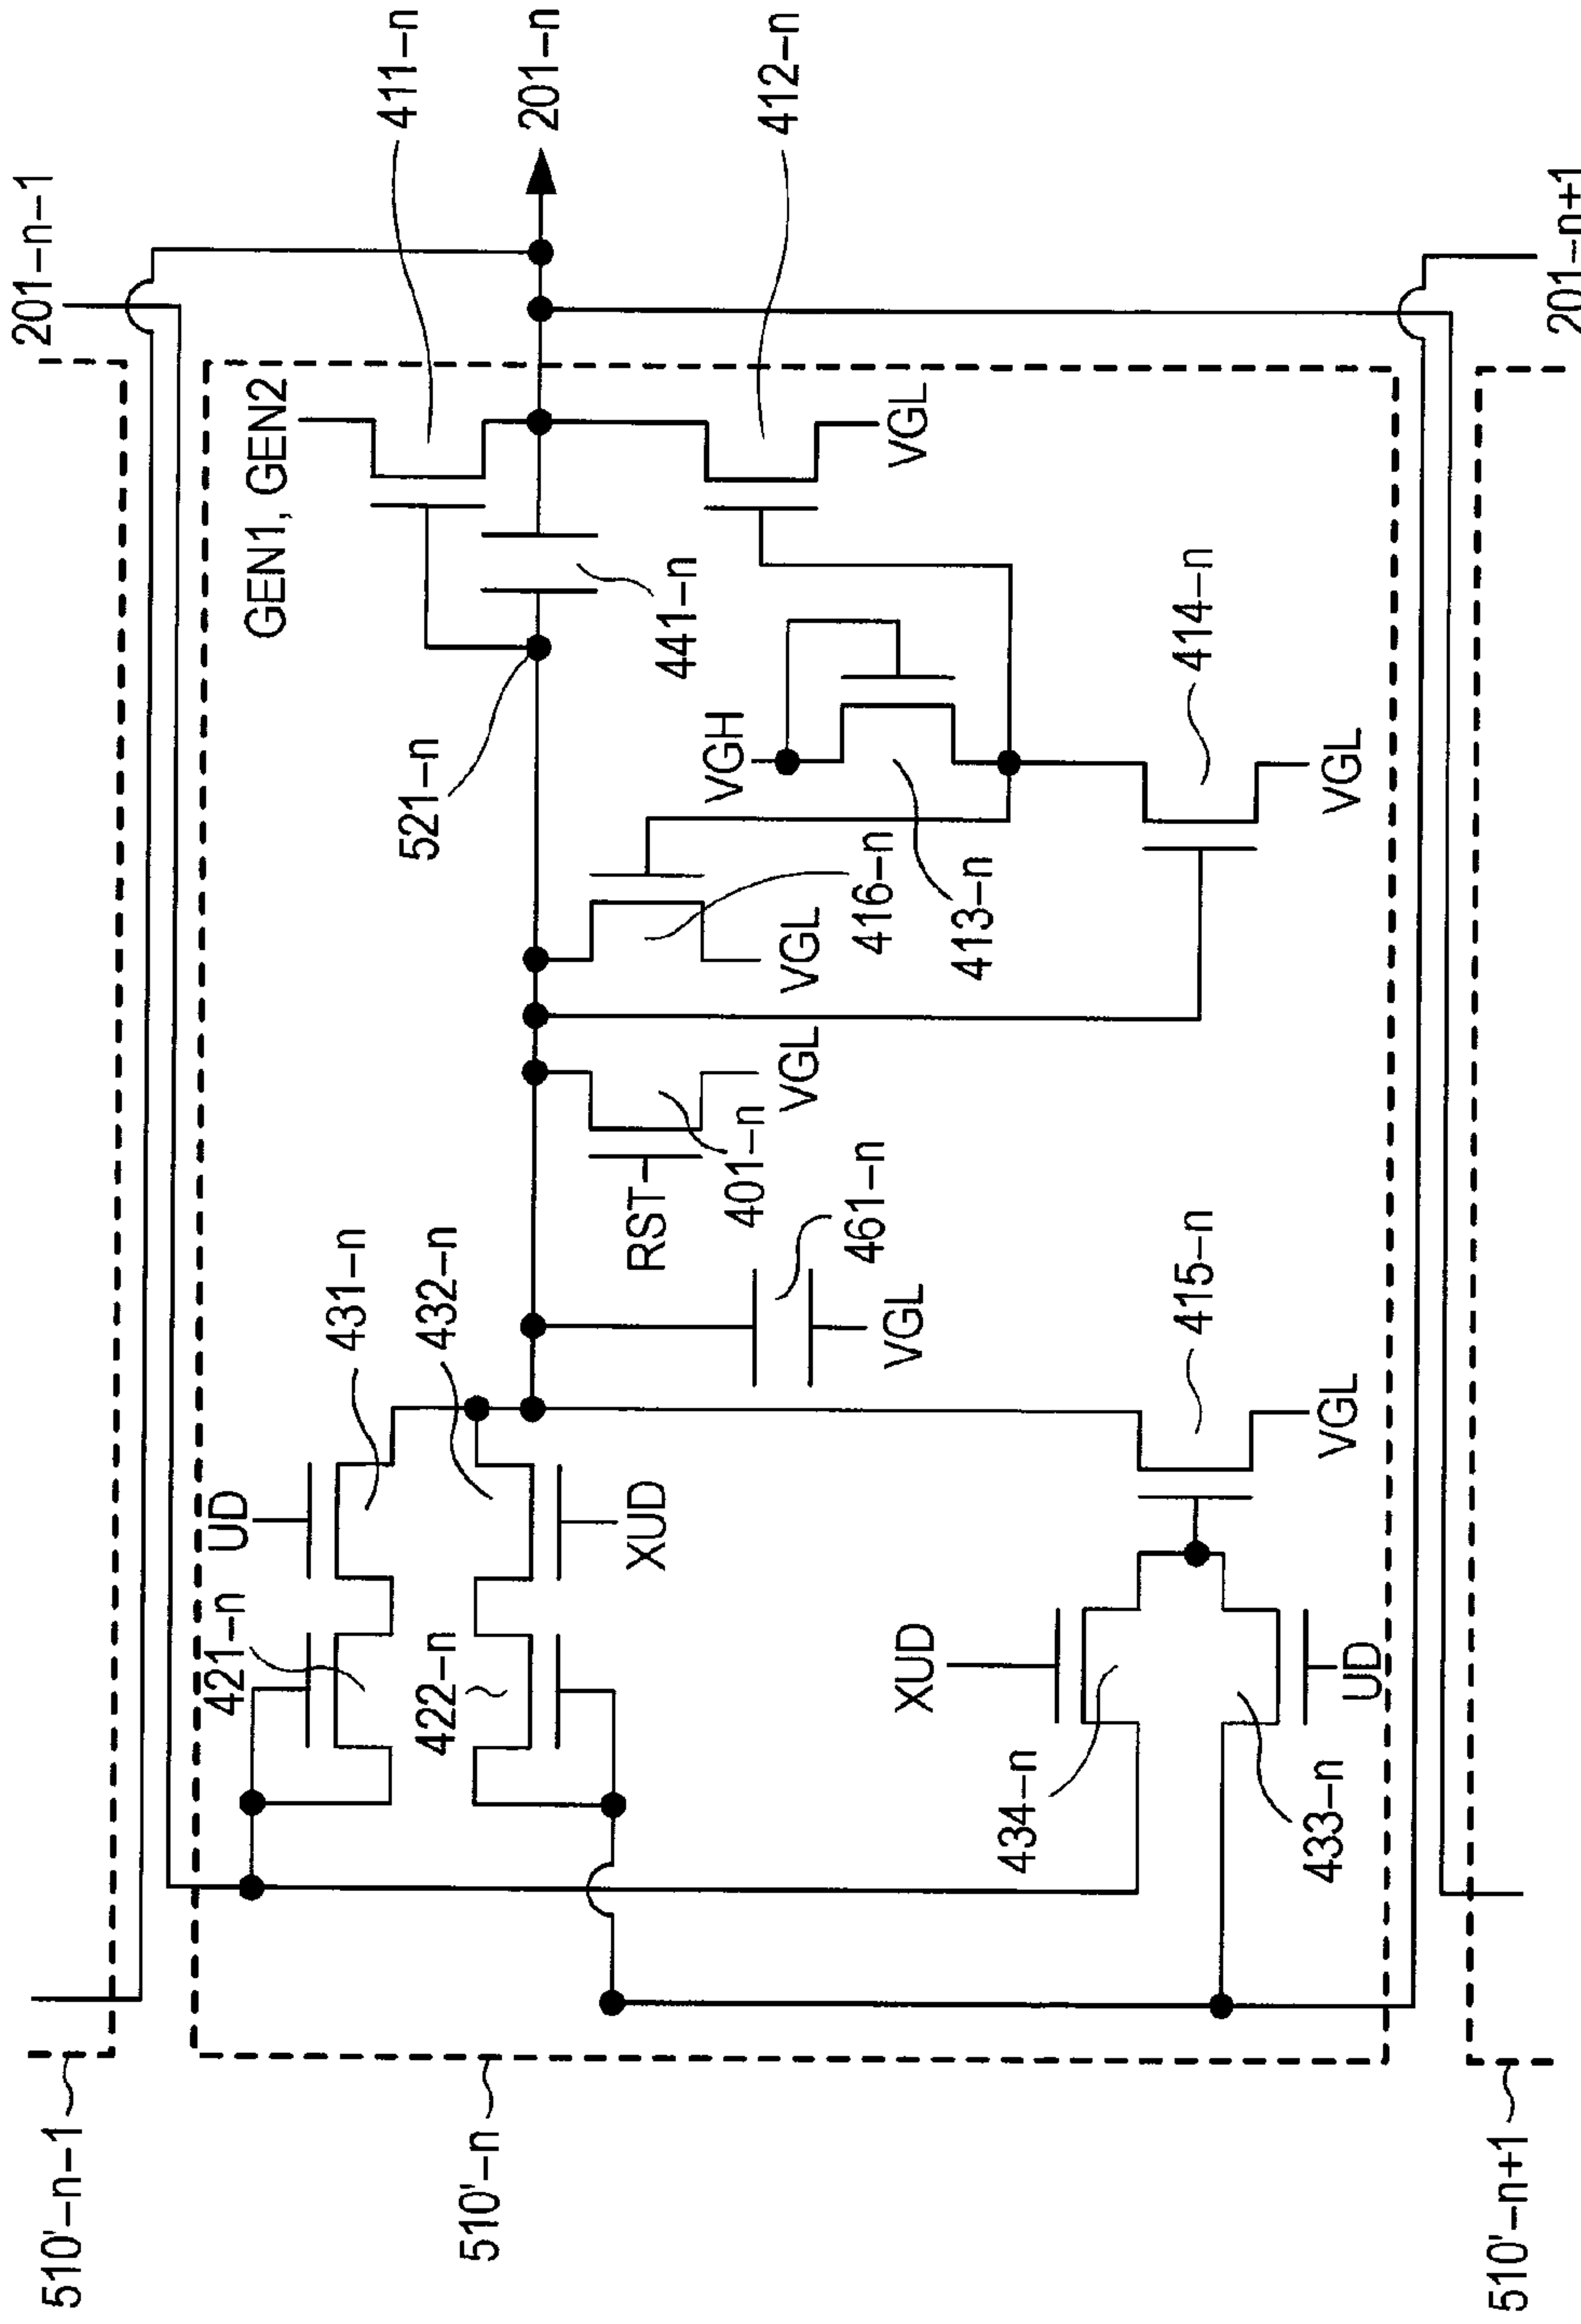 510'–n–1
201–n–1
510'–n
421–n
UD
431–n
422–n
432–n
XUD
GEN1, GEN2
411–n
521–n
201–n
441–n
RST
401–n
VGL
416–n
VGL
VGH
413–n
412–n
VGL
461–n
VGL
414–n
VGL
415–n
VGL
XUD
434–n
433–n
UD
510'–n+1
201–n+1